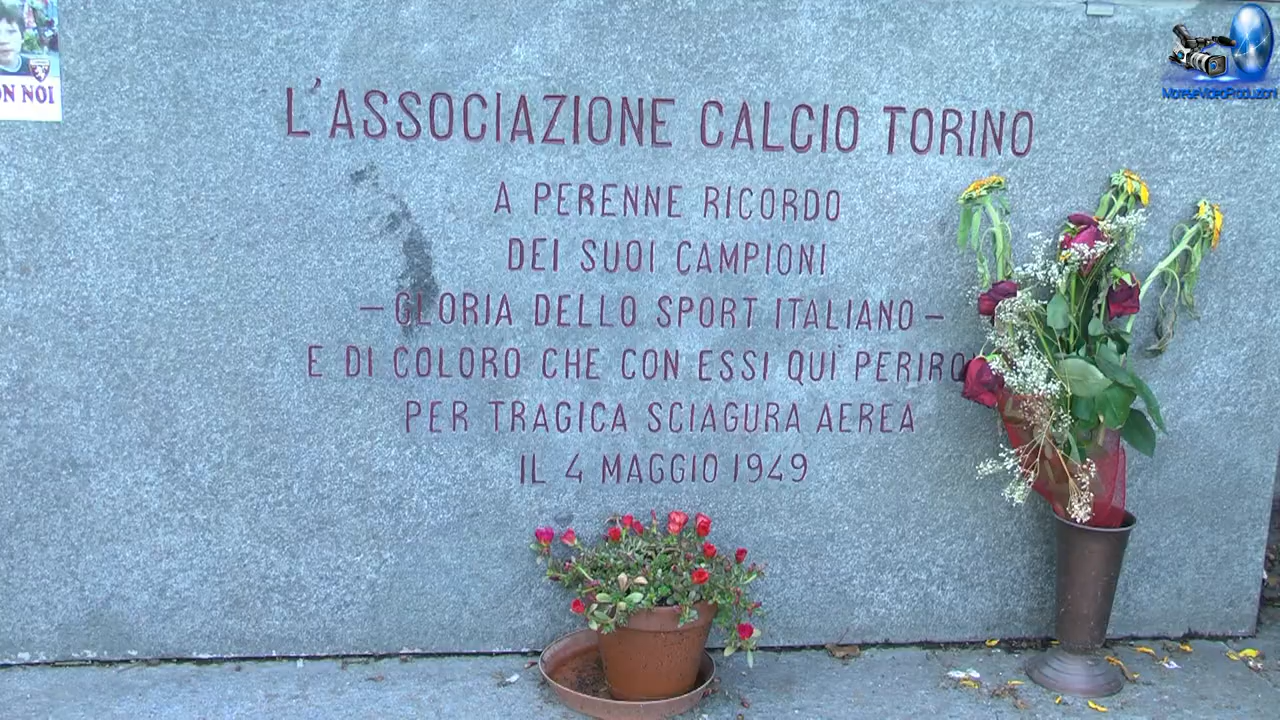 ON NOI
MoreseVideoProduzioni
L'ASSOCIAZIONE CALCIO TORINO
A PERENNE RICORDO
DEI SUOI CAMPIONI
– GLORIA DELLO SPORT ITALIANO –
E DI COLORO CHE CON ESSI QUI PERIRO
PER TRAGICA SCIAGURA AEREA
IL 4 MAGGIO 1949